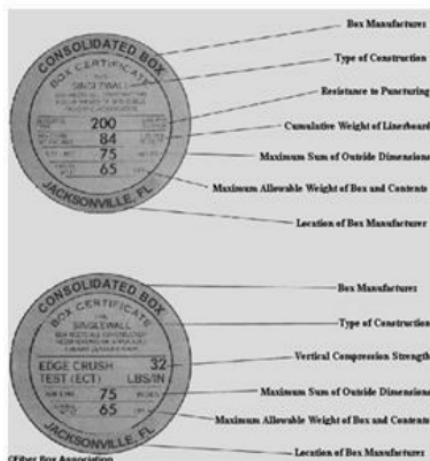 Box Manufacturer
CONSOLIDATED BOX
BOX CERTIFICATE
Type of Construction
THIS
SINGLEWALL
Resistance to Puncturing
200
Cumulative Weight of Linerboard
84
Maximum Sum of Outside Dimensions
75
65
Maximum Allowable Weight of Box and Contents
JACKSONVILLE, FL
Location of Box Manufacturer
Box Manufacturer
CONSOLIDATED BOX
BOX CERTIFICATE
Type of Construction
SINGLEWALL
EDGE CRUSH 32
TEST (ECT) LBS/IN
Vertical Compression Strength
75
Maximum Sum of Outside Dimensions
65
Maximum Allowable Weight of Box and Contents
JACKSONVILLE, FL
Location of Box Manufacturer
©Fiber Box Association